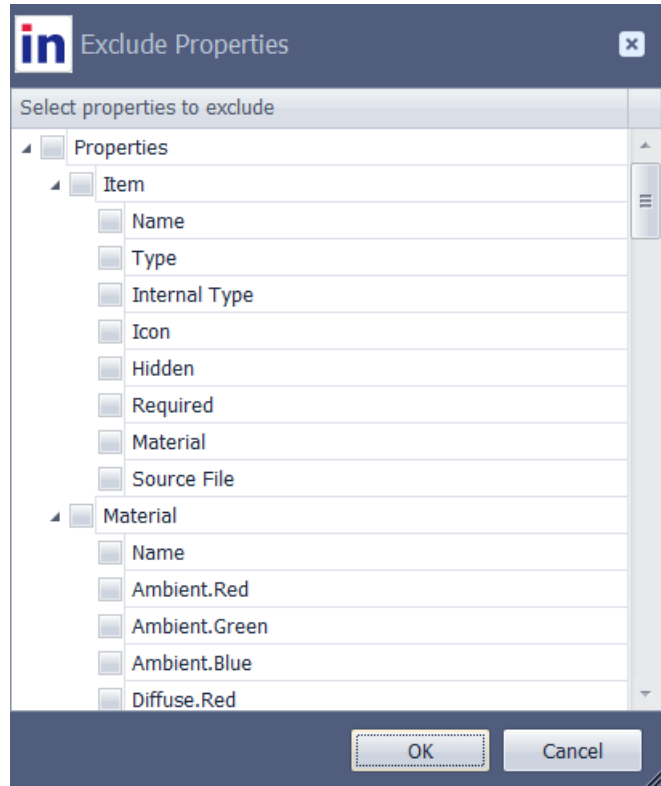 in Exclude Properties
Select properties to exclude
Properties
Item
Name
Type
Internal Type
Icon
Hidden
Required
Material
Source File
Material
Name
Ambient.Red
Ambient.Green
Ambient.Blue
Diffuse.Red
OK Cancel